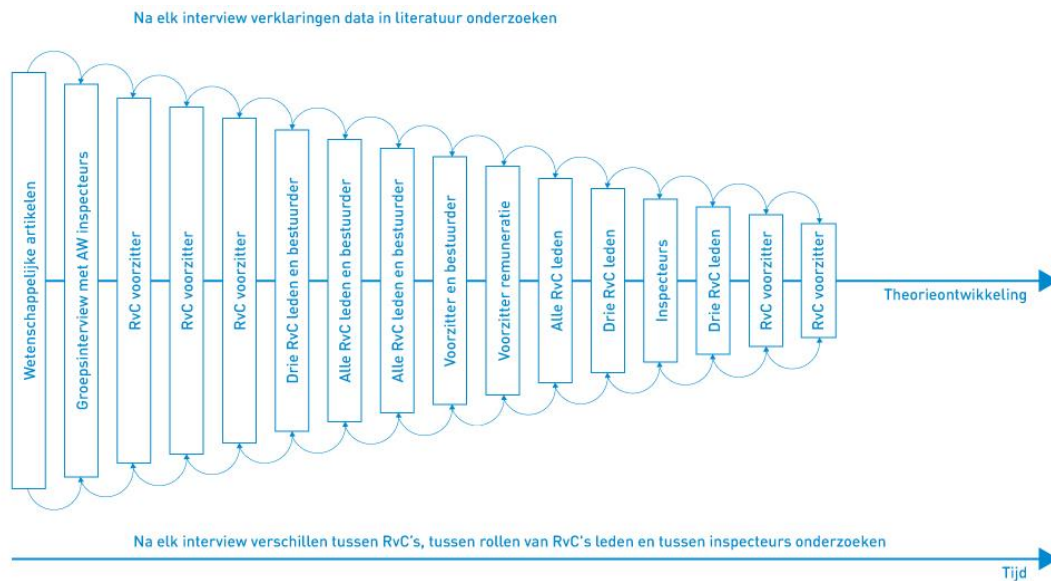 Na elk interview verklaringen data in literatuur onderzoeken
Wetenschappelijke artikelen
Groepsinterview met AW inspecteurs
RvC voorzitter
RvC voorzitter
RvC voorzitter
Drie RvC leden en bestuurder
Alle RvC leden en bestuurder
Alle RvC leden en bestuurder
Voorzitter en bestuurder
Voorzitter remuneratie
Alle RvC leden
Drie RvC leden
Inspecteurs
Drie RvC leden
RvC voorzitter
RvC voorzitter
Theorieontwikkeling
Na elk interview verschillen tussen RvC's, tussen rollen van RvC's leden en tussen inspecteurs onderzoeken
Tijd